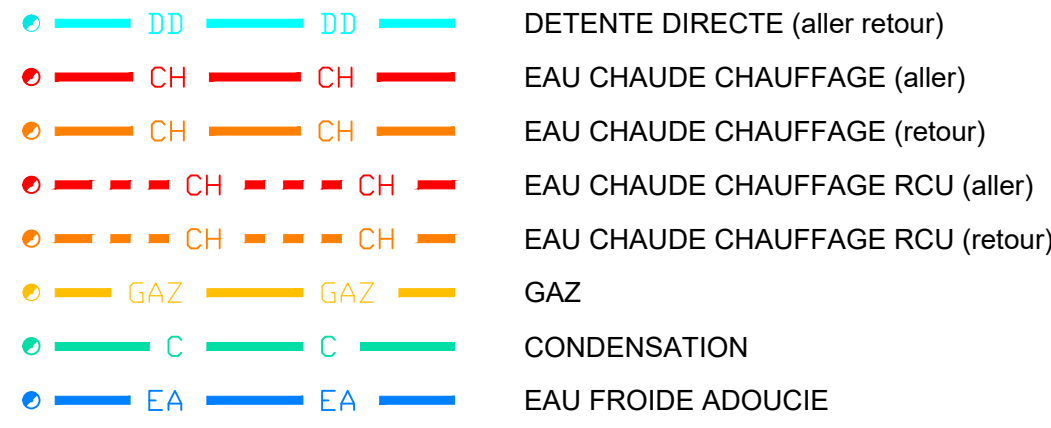 DD DD DETENTE DIRECTE (aller retour)
CH CH EAU CHAUDE CHAUFFAGE (aller)
CH CH EAU CHAUDE CHAUFFAGE (retour)
CH CH EAU CHAUDE CHAUFFAGE RCU (aller)
CH CH EAU CHAUDE CHAUFFAGE RCU (retour)
GAZ GAZ GAZ
C C CONDENSATION
EA EA EAU FROIDE ADOUCIE